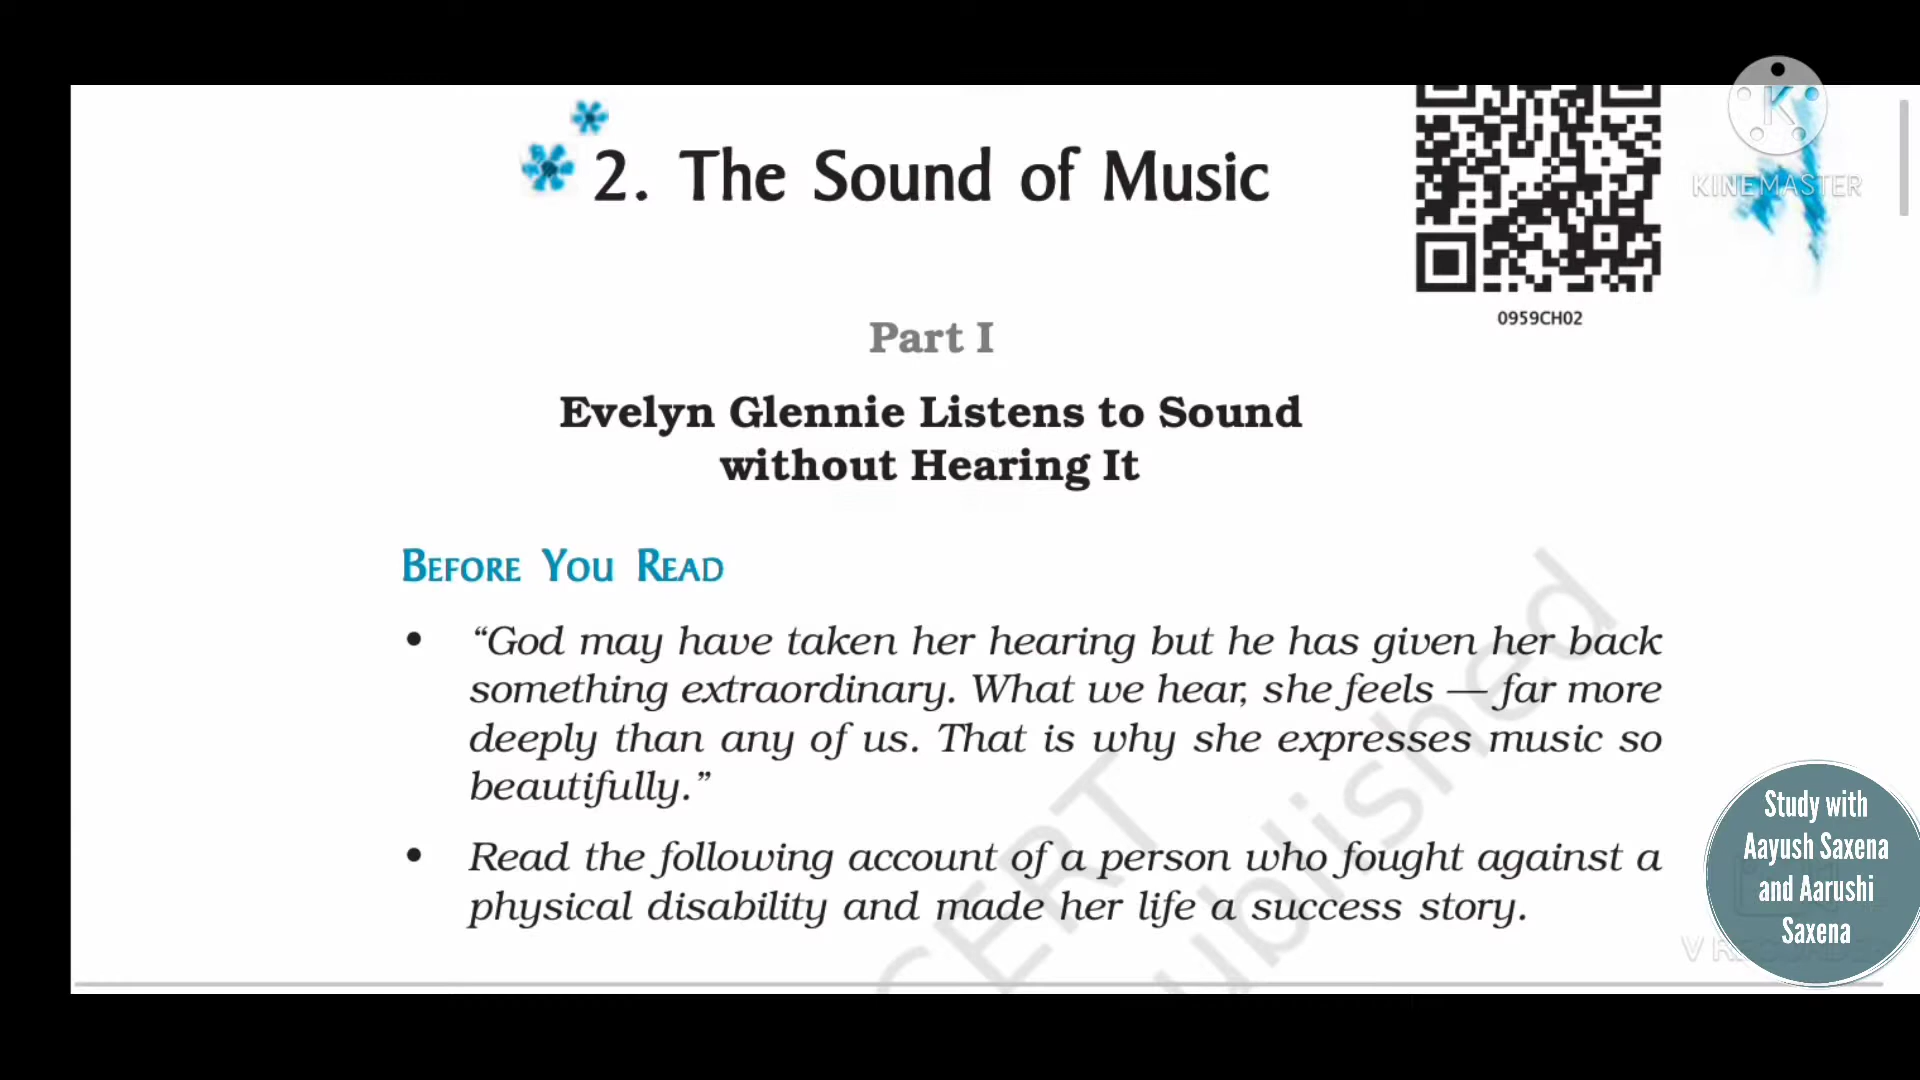 2. The Sound of Music
KINEMASTER
0959CH02
Part I
Evelyn Glennie Listens to Sound
without Hearing It
BEFORE YOU READ
• “God may have taken her hearing but he has given her back
something extraordinary. What we hear, she feels — far more
deeply than any of us. That is why she expresses music so
beautifully.”
• Read the following account of a person who fought against a
physical disability and made her life a success story.
Study with
Aayush Saxena
and Aarushi
Saxena